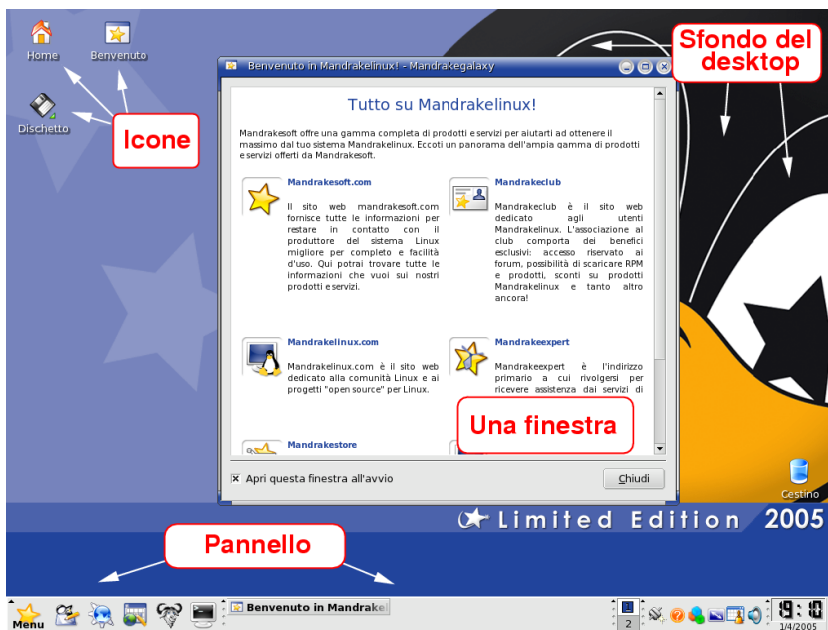 Home
Benvenuto
Dischetto
Icone
Sfondo del
desktop
Benvenuto in Mandrakelinux! - Mandrakegalaxy
Tutto su Mandrakelinux!
Mandrakesoft offre una gamma completa di prodotti e servizi per aiutarti ad ottenere il
massimo dal tuo sistema Mandrakelinux. Eccoti un panorama dell'ampia gamma di prodotti
e servizi offerti da Mandrakesoft.
Mandrakesoft.com
Il sito web mandrakesoft.com
fornisce tutte le informazioni per
restare in contatto con il
produttore del sistema Linux
migliore per completo e facilità
d'uso. Qui potrai trovare tutte le
informazioni che vuoi sui nostri
prodotti e servizi.
Mandrakeclub
Mandrakeclub è il sito web
dedicato agli utenti
Mandrakelinux. L'associazione al
club comporta dei benefici
esclusivi: accesso riservato ai
forum, possibilità di scaricare RPM
e prodotti, sconti su prodotti
Mandrakelinux e tanto altro
ancora!
Mandrakelinux.com
Mandrakelinux.com è il sito web
dedicato alla comunità Linux e ai
progetti "open source" per Linux.
Mandrakeexpert
Mandrakeexpert è l'indirizzo
primario a cui rivolgersi per
ricevere assistenza dai servizi di
Una finestra
Mandrakestore
Apri questa finestra all'avvio
Chiudi
Cestino
Limited Edition 2005
Pannello
Menu
Benvenuto in Mandrakel
1
2
19:10
1/4/2005